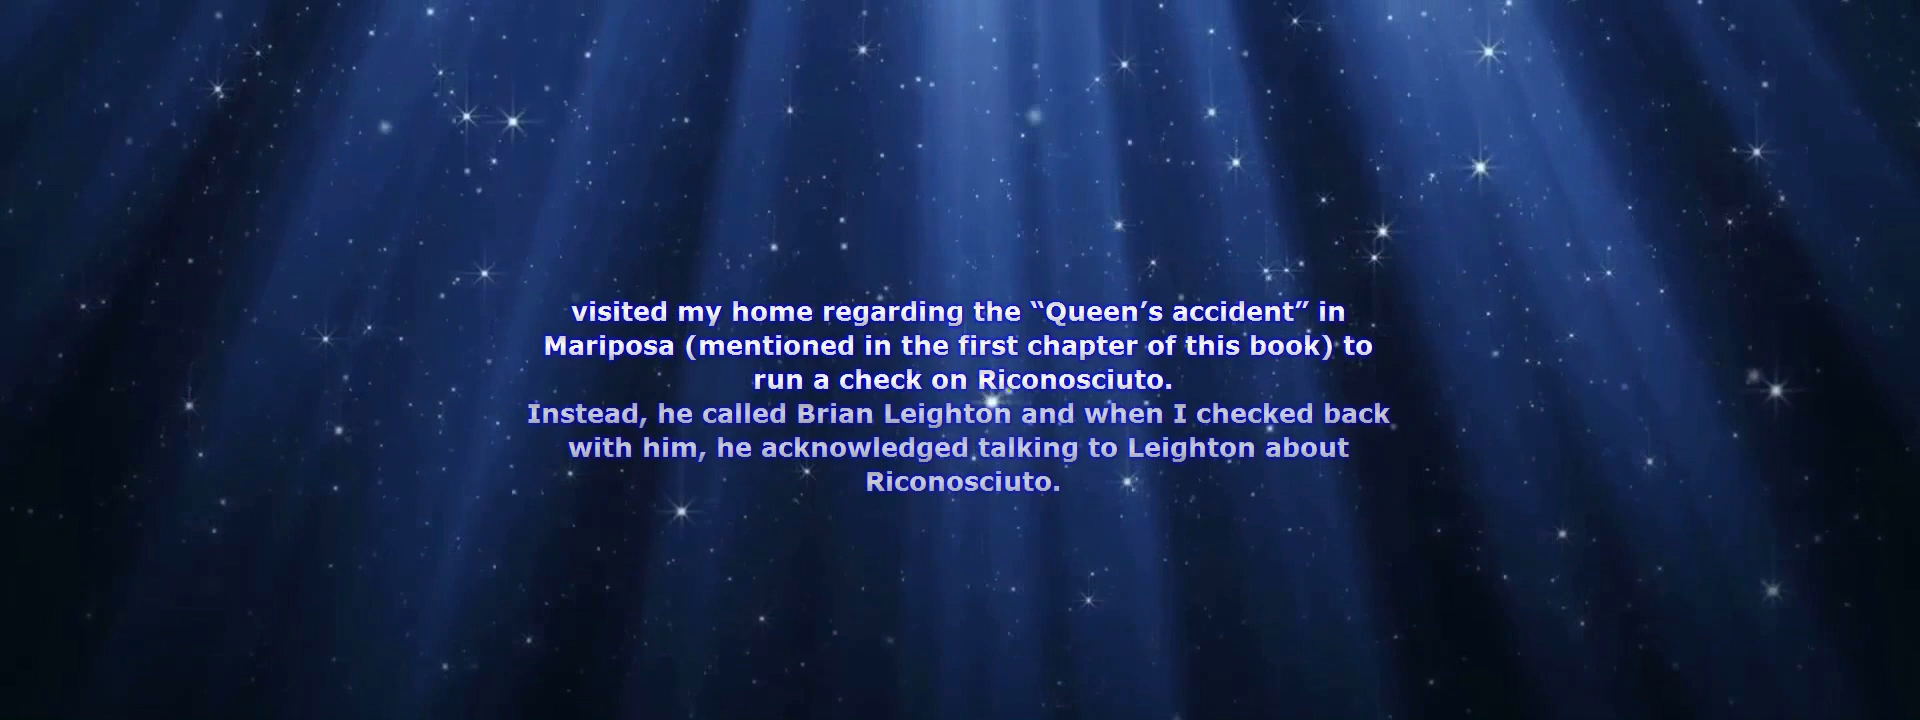 visited my home regarding the “Queen’s accident” in
Mariposa (mentioned in the first chapter of this book) to
run a check on Riconosciuto.
Instead, he called Brian Leighton and when I checked back
with him, he acknowledged talking to Leighton about
Riconosciuto.